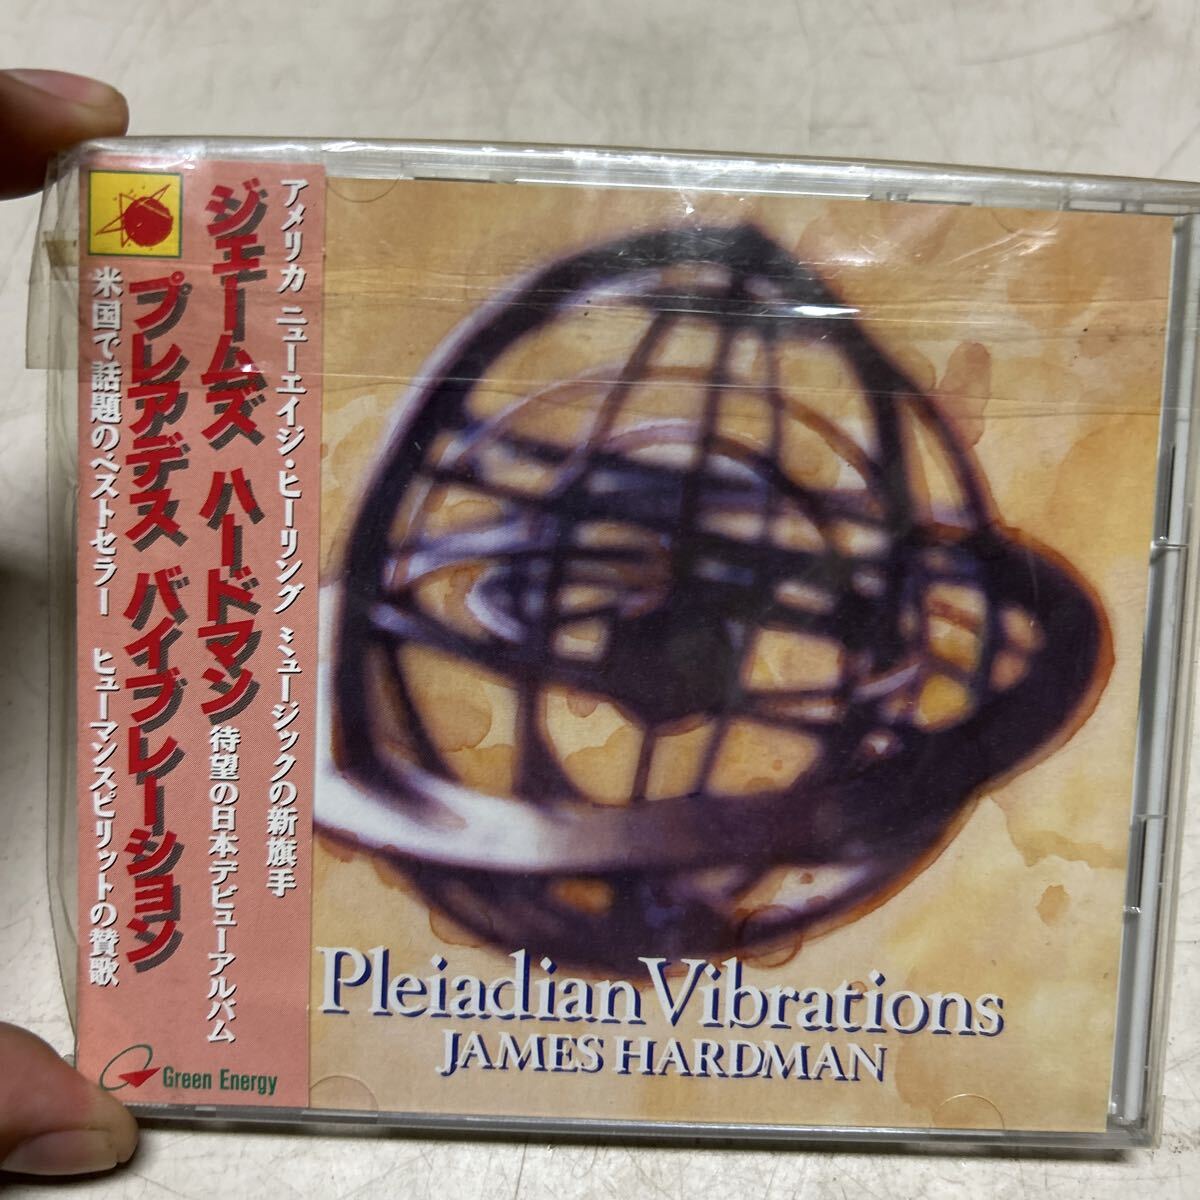 アメリカ ニューエイジ・ヒーリング ミュージックの新旗手
ジェームズ ハードマン 待望の日本デビューアルバム
プレアデス バイブレーション
米国で話題のベストセラー ヒューマンスピリットの賛歌
Green Energy
Pleiadian Vibrations
JAMES HARDMAN